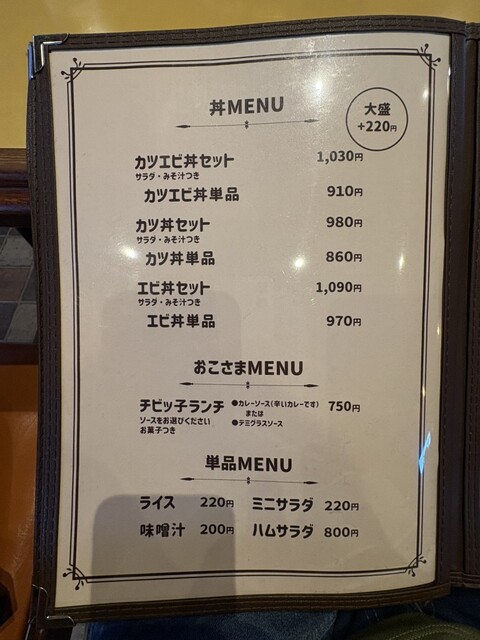 丼MENU
大盛
+220円
カツエビ丼セット 1,030円
サラダ・みそ汁つき
カツエビ丼単品 910円
カツ丼セット 980円
サラダ・みそ汁つき
カツ丼単品 860円
エビ丼セット 1,090円
サラダ・みそ汁つき
エビ丼単品 970円
おこさまMENU
チビッ子ランチ ●カレーソース(辛いカレーです) 750円
ソースをお選びください または
お菓子つき ●デミグラスソース
単品MENU
ライス 220円 ミニサラダ 220円
味噌汁 200円 ハムサラダ 800円